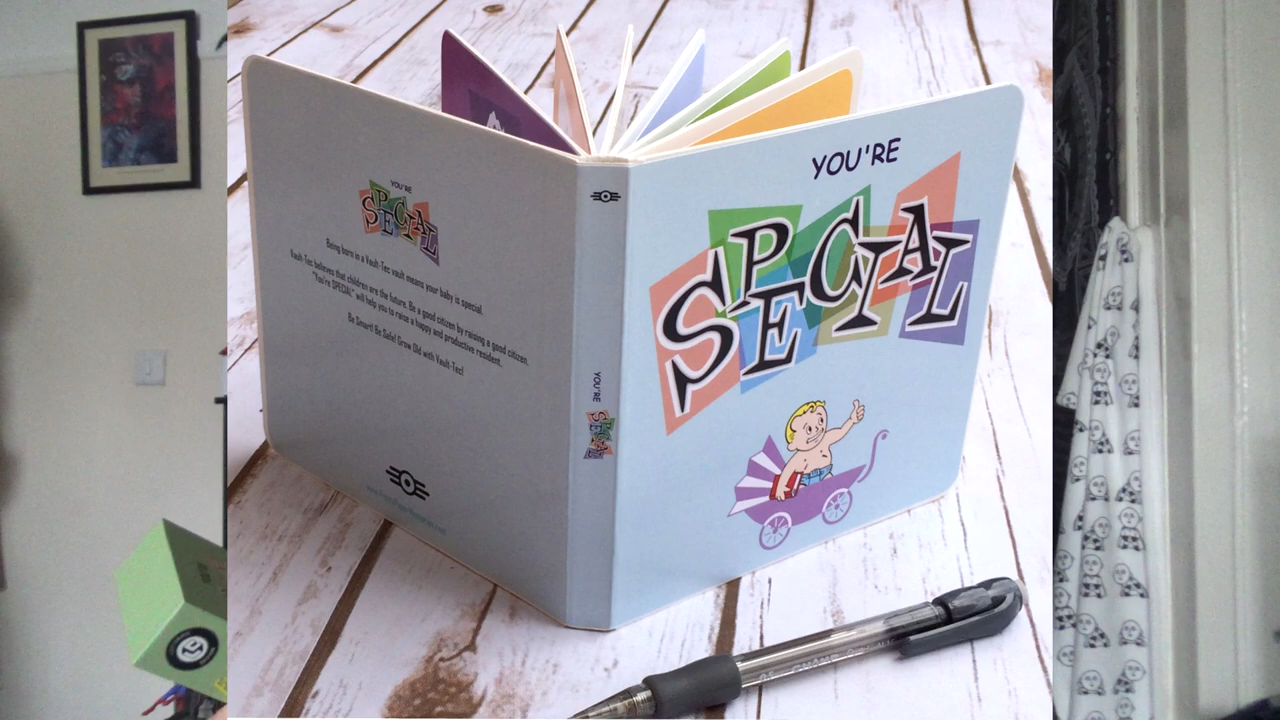 YOU'RE
SPECIAL
Being born in a Vault-Tec vault means your baby is special.
Vault-Tec believes that children are the future. Be a good citizen by raising a good citizen.
"You're SPECIAL" will help you to raise a happy and productive resident.
Be Smart! Be Safe! Grow Old with Vault-Tec!
YOU'RE
SPECIAL
YOU'RE
SPECIAL